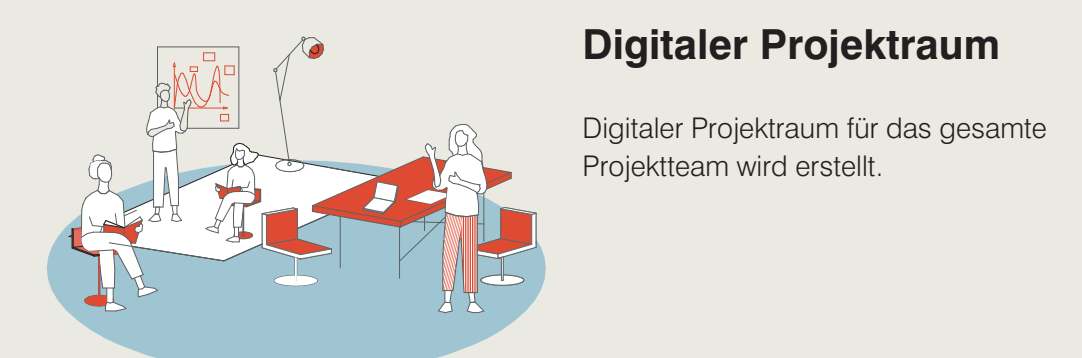 Digitaler Projektraum
Digitaler Projektraum für das gesamte
Projektteam wird erstellt.